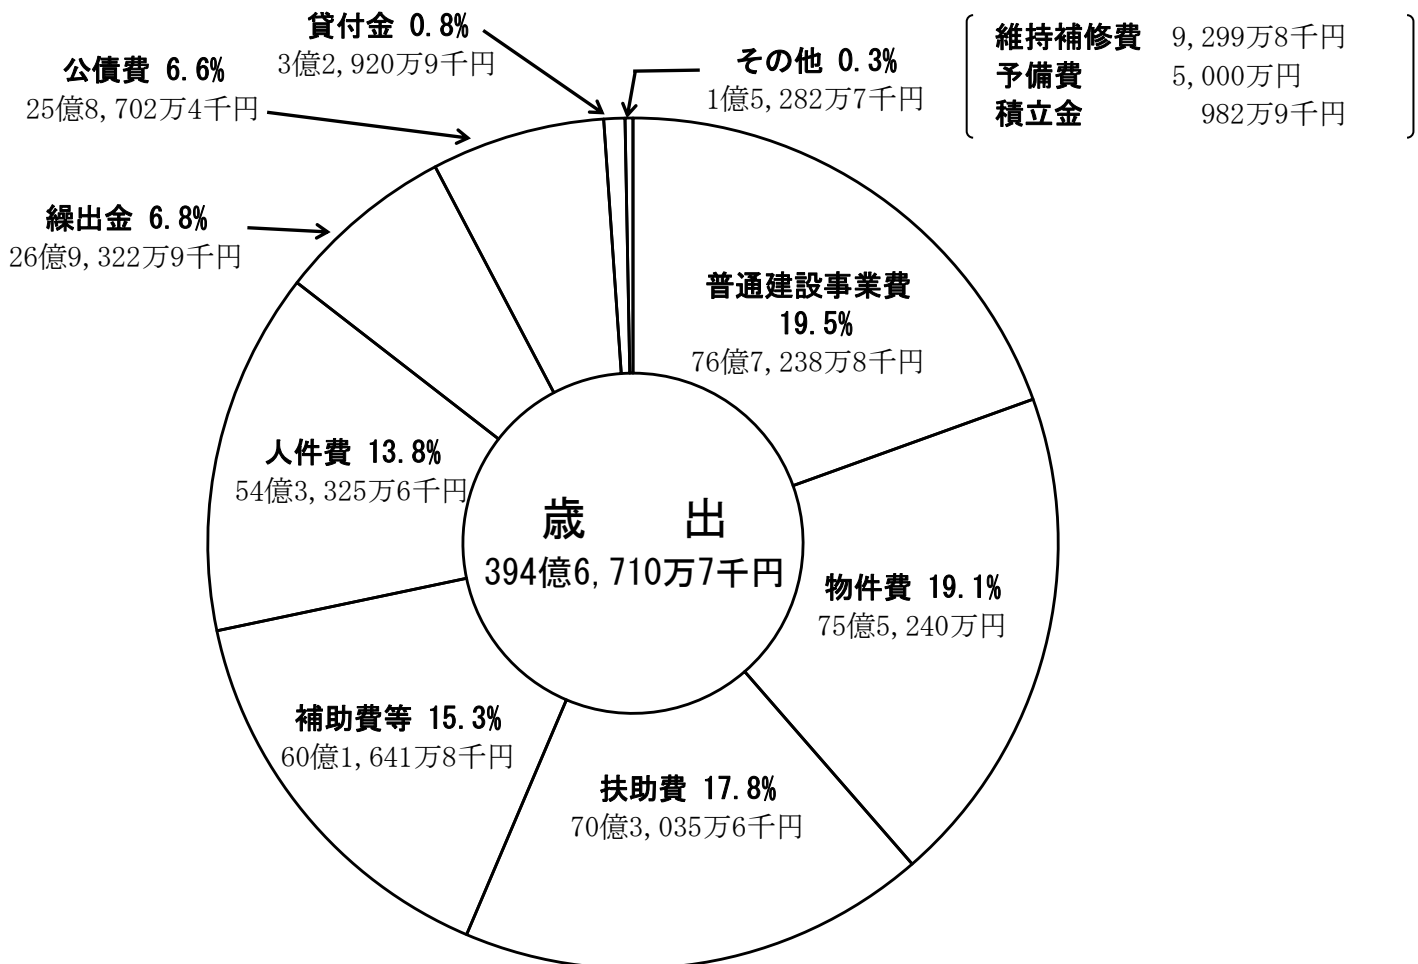 貸付金 0.8%
3億2,920万9千円
その他 0.3%
1億5,282万7千円
維持補修費 9,299万8千円
予備費 5,000万円
積立金 982万9千円
公債費 6.6%
25億8,702万4千円
繰出金 6.8%
26億9,322万9千円
普通建設事業費
19.5%
76億7,238万8千円
人件費 13.8%
54億3,325万6千円
歳 出
394億6,710万7千円
物件費 19.1%
75億5,240万円
補助費等 15.3%
60億1,641万8千円
扶助費 17.8%
70億3,035万6千円